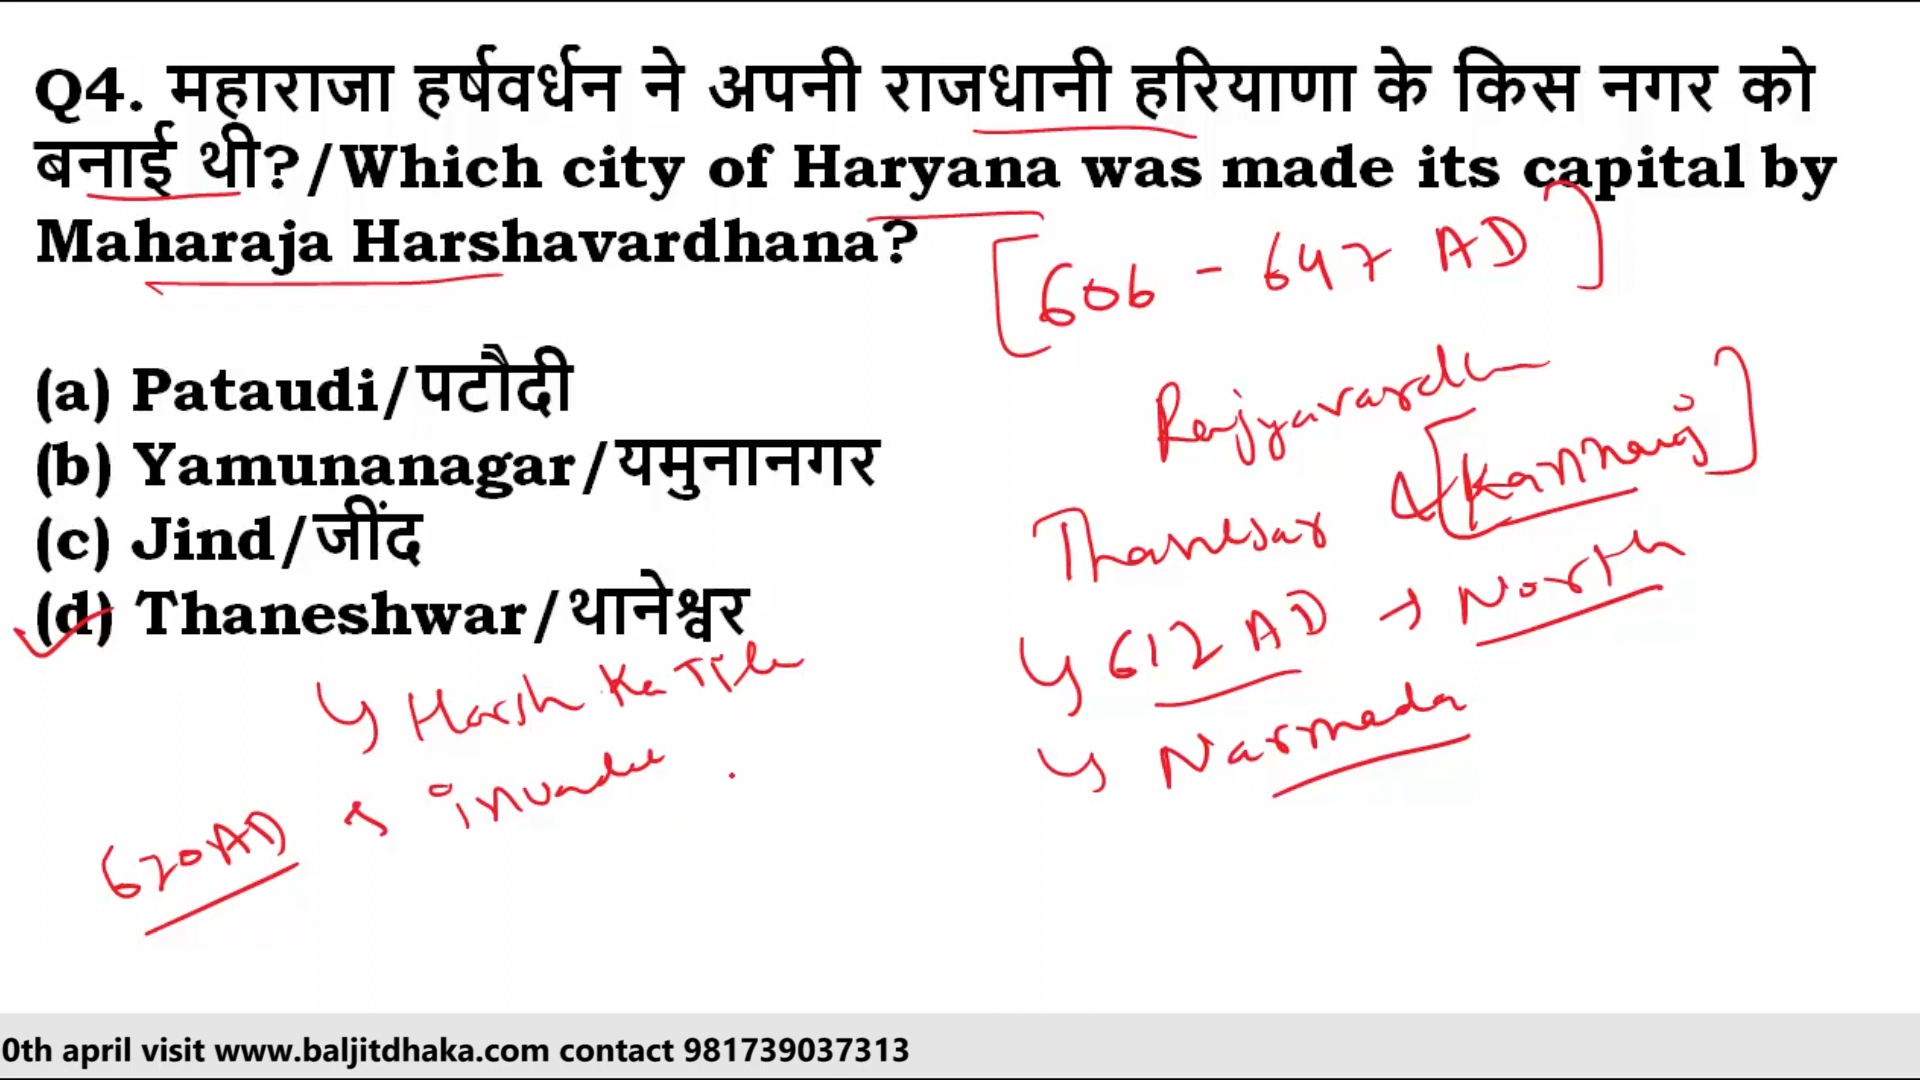 Q4. महाराजा हर्षवर्धन ने अपनी राजधानी हरियाणा के किस नगर को
बनाई थी?/Which city of Haryana was made its capital by
Maharaja Harshavardhana?
[606 - 647 AD]
(a) Pataudi/पटौदी
(b) Yamunanagar/यमुनानगर
(c) Jind/जींद
(d) Thaneshwar/थानेश्वर
Thanesar & [Kannauj]
612 AD → North
Narmada
Harsh Ka
620 AD
0th april visit www.baljitdhaka.com contact 981739037313